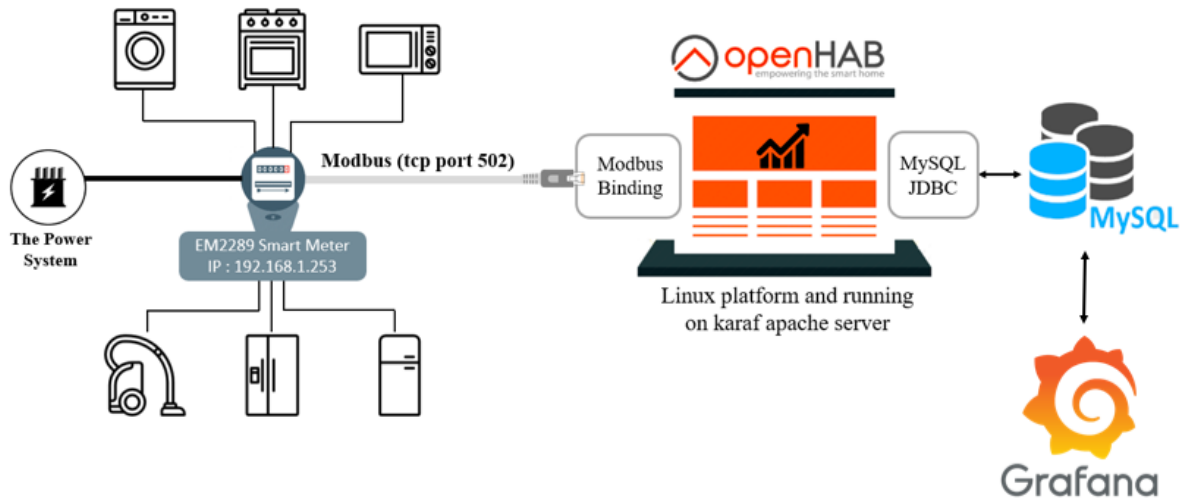 openHAB
empowering the smart home
Modbus (tcp port 502)
Modbus
Binding
MySQL
JDBC
MySQL
The Power
System
EM2289 Smart Meter
IP : 192.168.1.253
Linux platform and running
on karaf apache server
Grafana